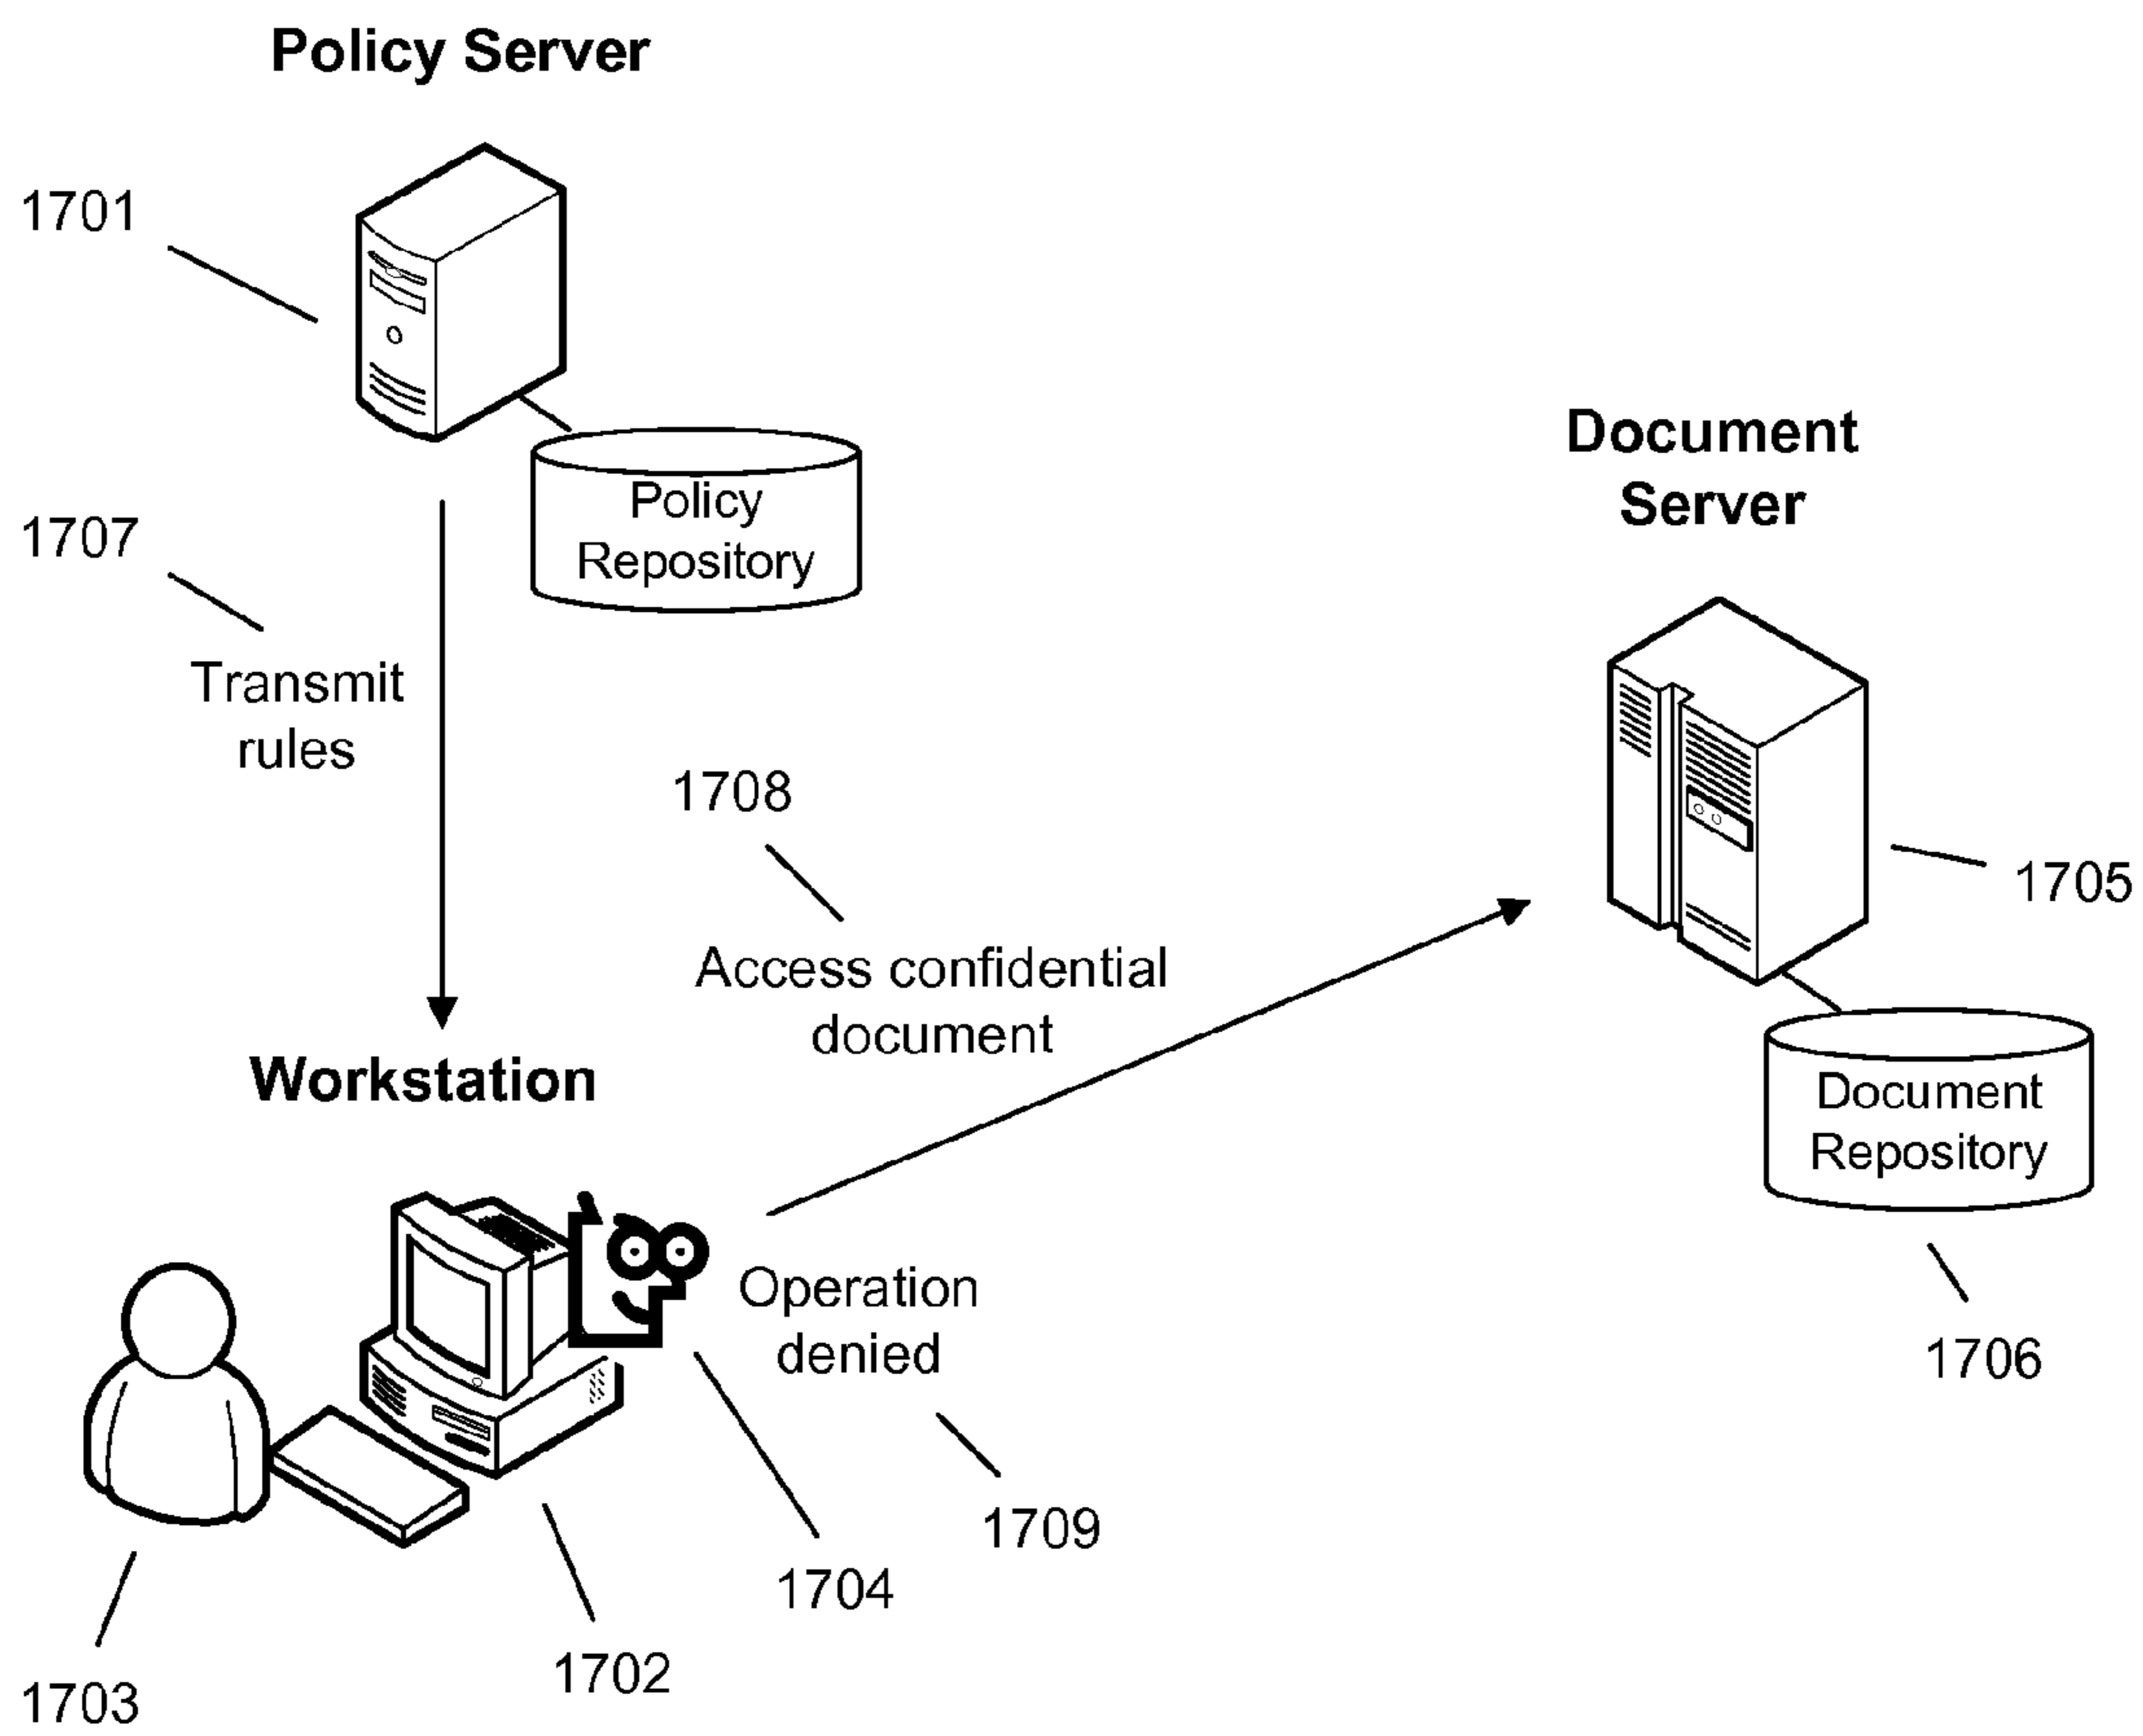 Policy Server
1701
Policy
Repository
1707
Transmit
rules
Document
Server
1708
1705
Access confidential
document
Workstation
Document
Repository
Operation
denied
1706
1709
1704
1702
1703